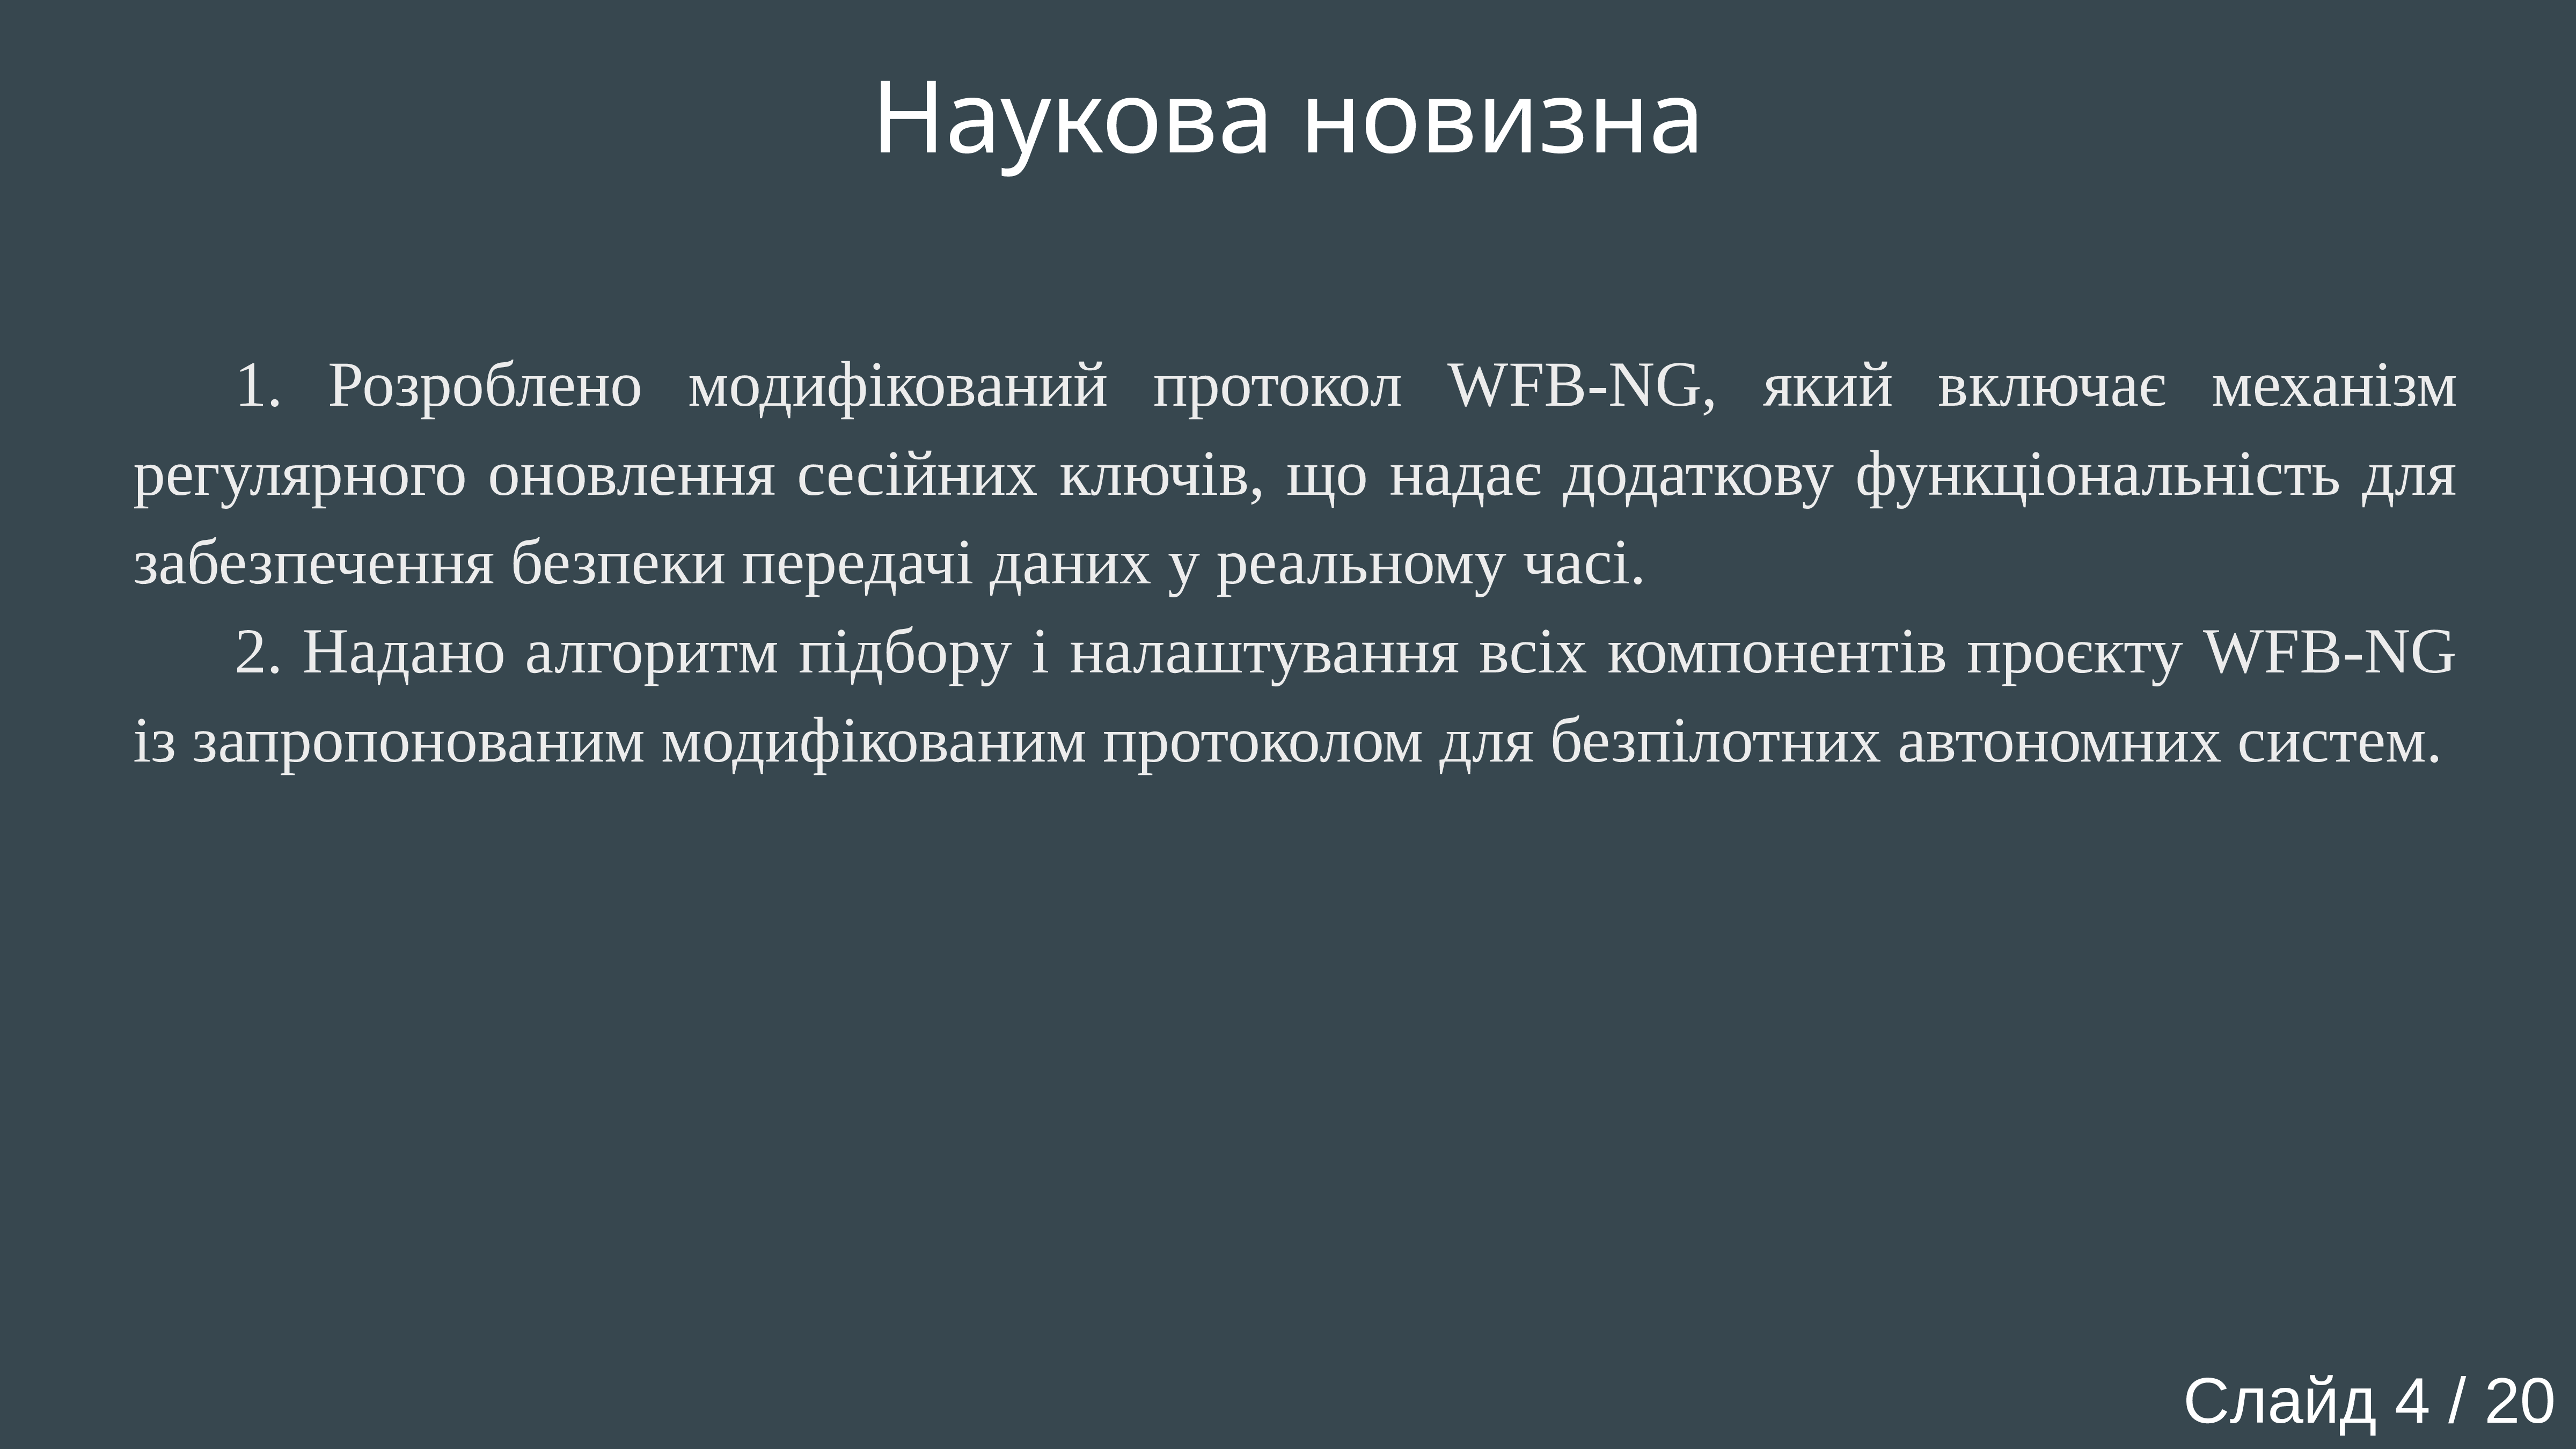 Наукова новизна
1. Розроблено модифікований протокол WFB-NG, який включає механізм
регулярного оновлення сесійних ключів, що надає додаткову функціональність для
забезпечення безпеки передачі даних у реальному часі.
2. Надано алгоритм підбору і налаштування всіх компонентів проєкту WFB-NG
із запропонованим модифікованим протоколом для безпілотних автономних систем.
Слайд 4 / 20